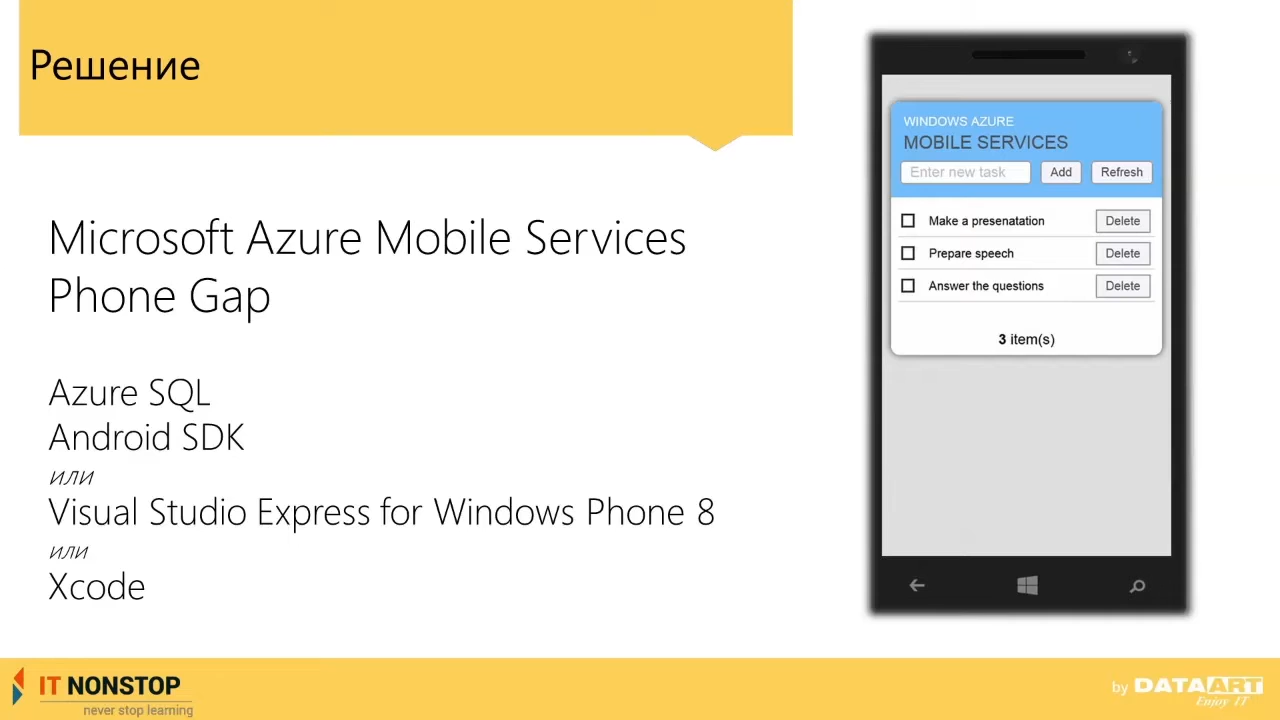 Решение
Microsoft Azure Mobile Services
Phone Gap
Azure SQL
Android SDK
или
Visual Studio Express for Windows Phone 8
или
Xcode
WINDOWS AZURE
MOBILE SERVICES
Enter new task Add Refresh
Make a presenatation Delete
Prepare speech Delete
Answer the questions Delete
3 item(s)
IT NONSTOP
never stop learning
by DATAART
Enjoy IT